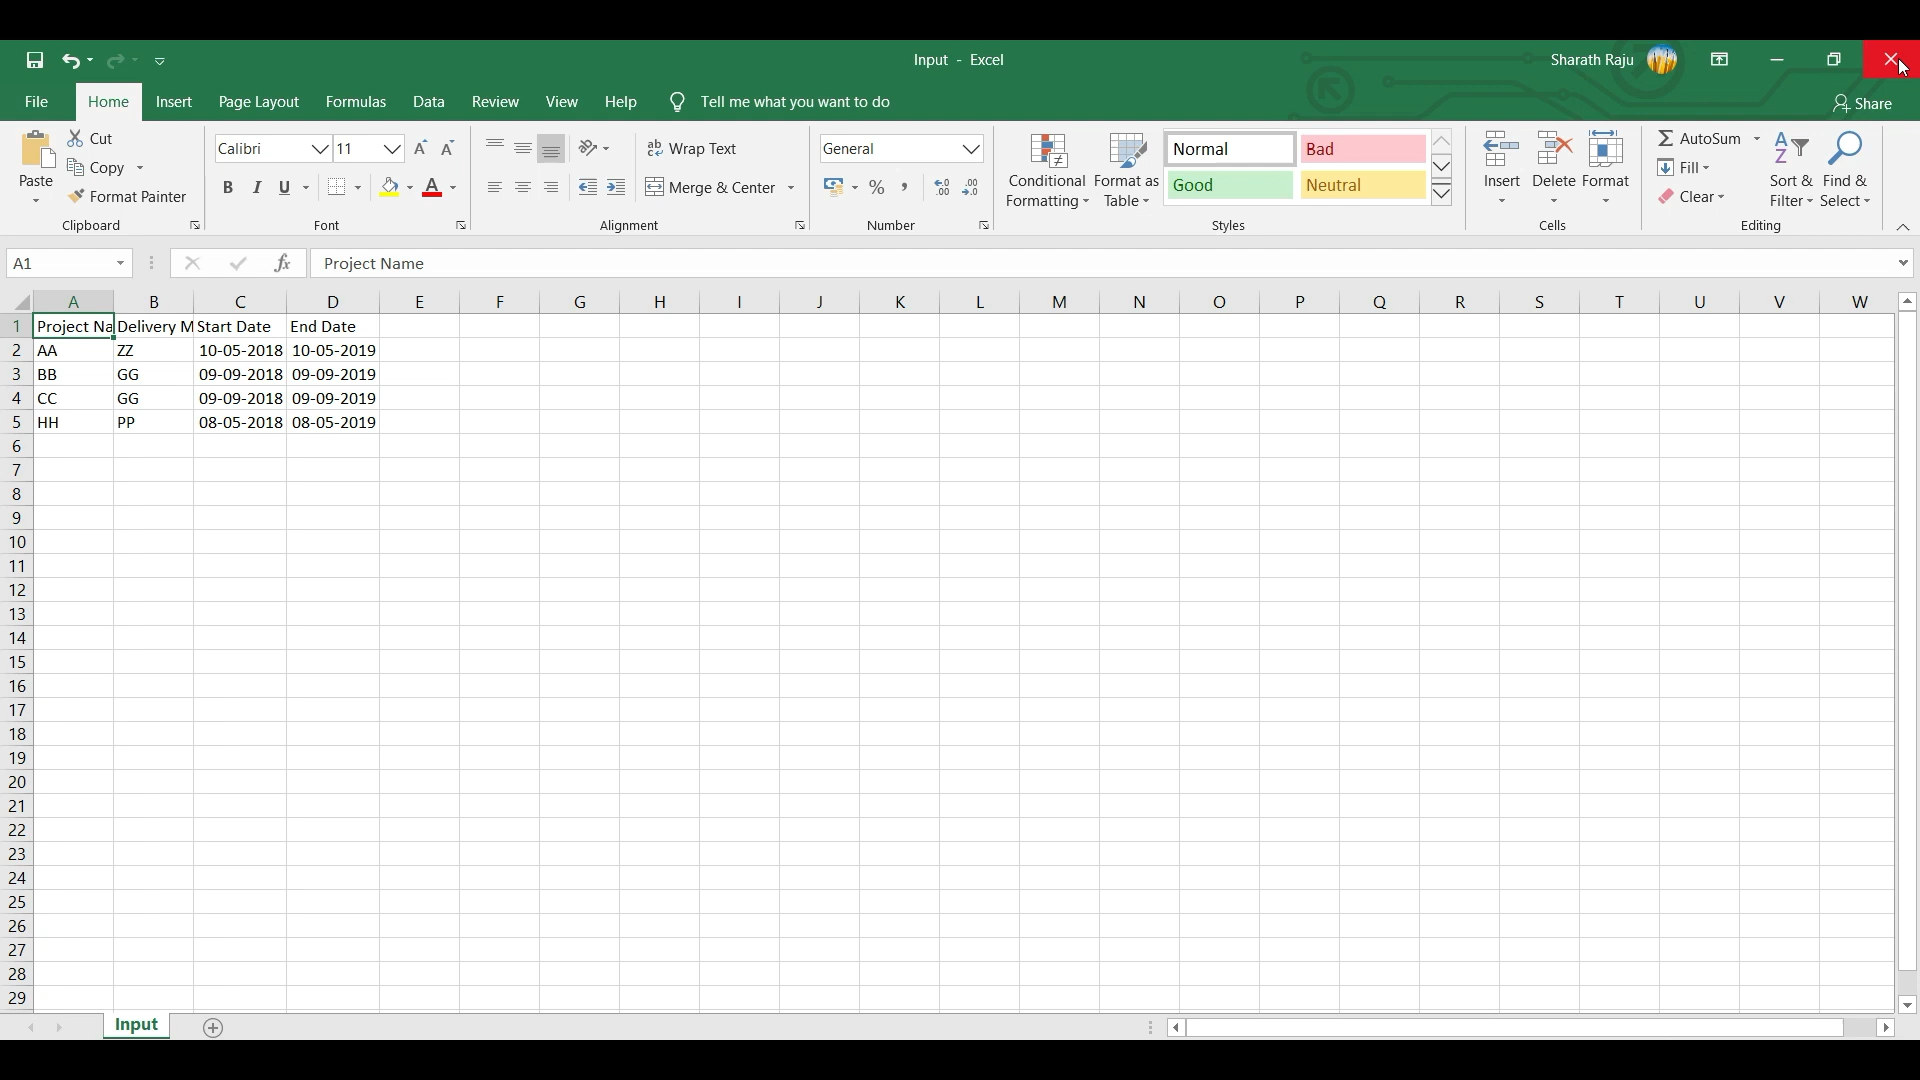 Input - Excel
Sharath Raju
File Home Insert Page Layout Formulas Data Review View Help Tell me what you want to do
Share
Paste
Cut
Copy
Format Painter
Clipboard
Calibri 11
B I U A
Font
Wrap Text
Merge & Center
Alignment
General
% ,
Number
Conditional Formatting
Format as Table
Normal Bad
Good Neutral
Styles
Insert Delete Format
Cells
AutoSum
Fill
Clear
Sort & Filter
Find & Select
Editing
A1 fx Project Name
A B C D E F G H I J K L M N O P Q R S T U V W
1 Project Na Delivery M Start Date End Date
2 AA ZZ 10-05-2018 10-05-2019
3 BB GG 09-09-2018 09-09-2019
4 CC GG 09-09-2018 09-09-2019
5 HH PP 08-05-2018 08-05-2019
6
7
8
9
10
11
12
13
14
15
16
17
18
19
20
21
22
23
24
25
26
27
28
29
Input